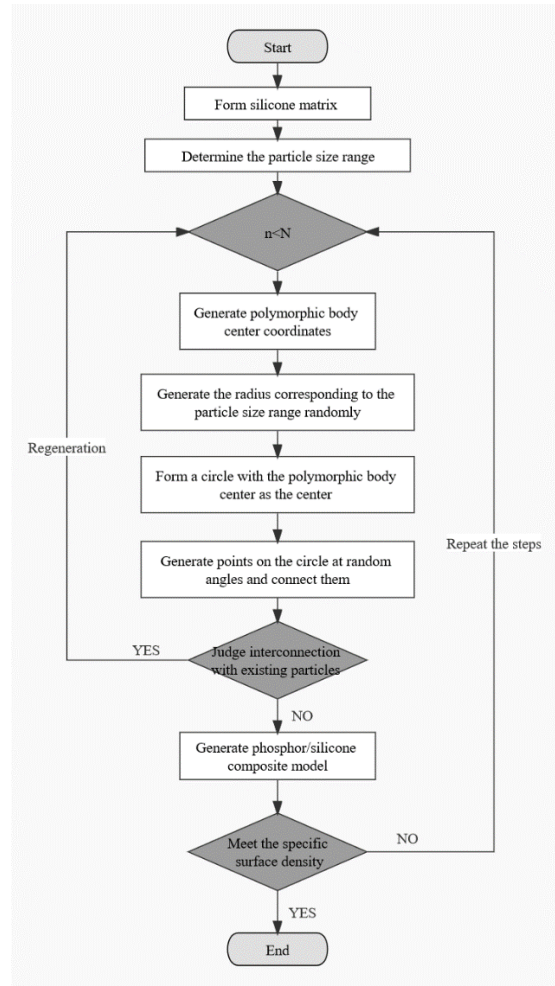 Start
Form silicone matrix
Determine the particle size range
n<N
Generate polymorphic body
center coordinates
Generate the radius corresponding to the
particle size range randomly
Regeneration
Form a circle with the polymorphic body
center as the center
Repeat the steps
Generate points on the circle at random
angles and connect them
YES
Judge interconnection
with existing particles
NO
Generate phosphor/silicone
composite model
Meet the specific
surface density
NO
YES
End